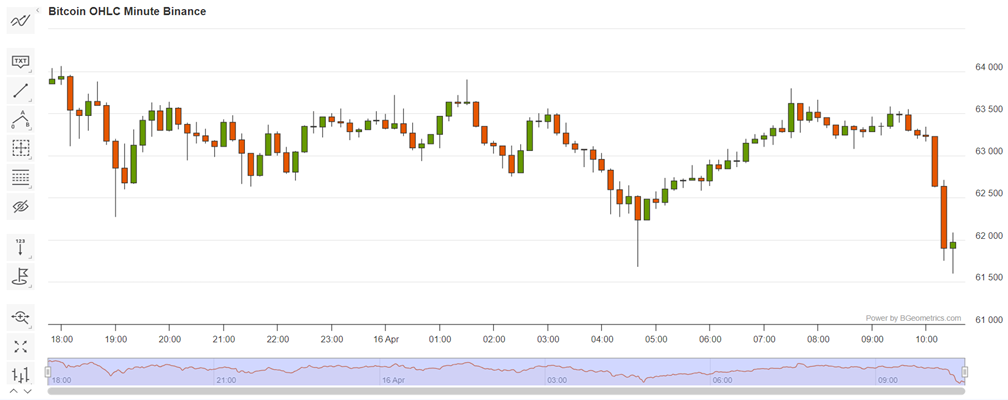 Bitcoin OHLC Minute Binance
TXT
A
0 B
123
64 000
63 500
63 000
62 500
62 000
61 500
61 000
Power by BGeometrics.com
18:00 19:00 20:00 21:00 22:00 23:00 16 Apr 01:00 02:00 03:00 04:00 05:00 06:00 07:00 08:00 09:00 10:00
18:00 21:00 16 Apr 03:00 06:00 09:00